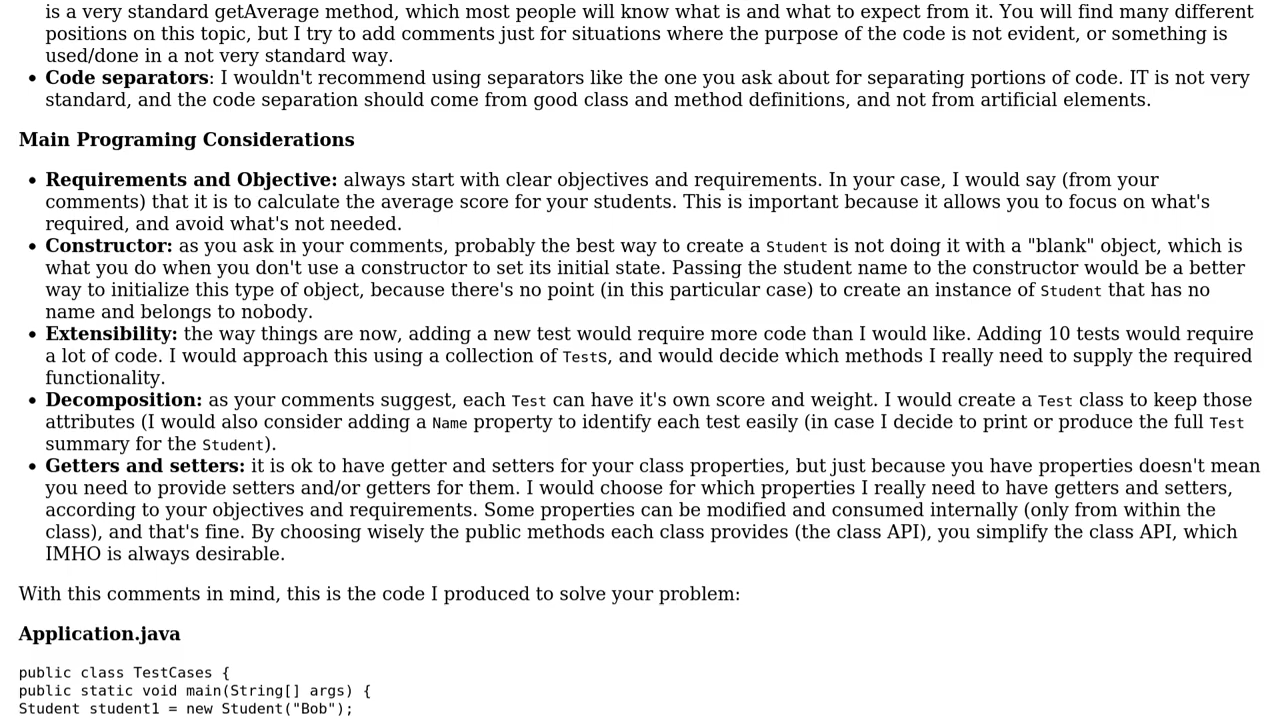 is a very standard getAverage method, which most people will know what is and what to expect from it. You will find many different
positions on this topic, but I try to add comments just for situations where the purpose of the code is not evident, or something is
used/done in a not very standard way.
• Code separators: I wouldn't recommend using separators like the one you ask about for separating portions of code. IT is not very
standard, and the code separation should come from good class and method definitions, and not from artificial elements.
Main Programing Considerations
• Requirements and Objective: always start with clear objectives and requirements. In your case, I would say (from your
comments) that it is to calculate the average score for your students. This is important because it allows you to focus on what's
required, and avoid what's not needed.
• Constructor: as you ask in your comments, probably the best way to create a Student is not doing it with a "blank" object, which is
what you do when you don't use a constructor to set its initial state. Passing the student name to the constructor would be a better
way to initialize this type of object, because there's no point (in this particular case) to create an instance of Student that has no
name and belongs to nobody.
• Extensibility: the way things are now, adding a new test would require more code than I would like. Adding 10 tests would require
a lot of code. I would approach this using a collection of Tests, and would decide which methods I really need to supply the required
functionality.
• Decomposition: as your comments suggest, each Test can have it's own score and weight. I would create a Test class to keep those
attributes (I would also consider adding a Name property to identify each test easily (in case I decide to print or produce the full Test
summary for the Student).
• Getters and setters: it is ok to have getter and setters for your class properties, but just because you have properties doesn't mean
you need to provide setters and/or getters for them. I would choose for which properties I really need to have getters and setters,
according to your objectives and requirements. Some properties can be modified and consumed internally (only from within the
class), and that's fine. By choosing wisely the public methods each class provides (the class API), you simplify the class API, which
IMHO is always desirable.
With this comments in mind, this is the code I produced to solve your problem:
Application.java
public class TestCases {
public static void main(String[] args) {
Student student1 = new Student("Bob");